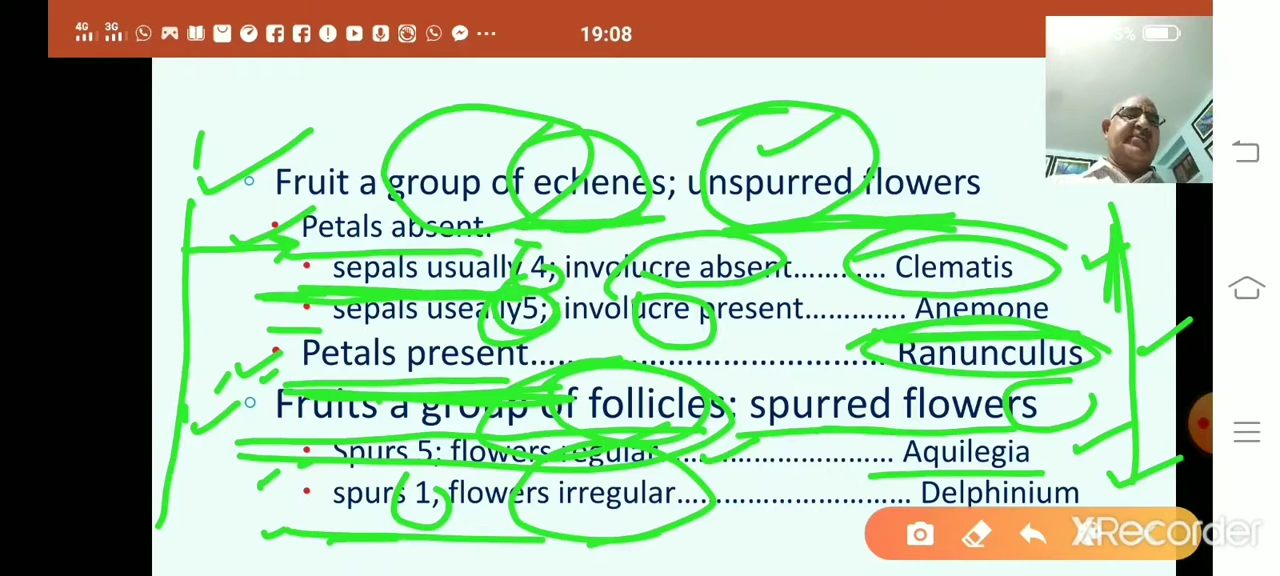 4G 3G 19:08
Fruit a group of echenes; unspurred flowers
Petals absent.
sepals usually 4; involucre absent............ Clematis
sepals useally5; involucre present............. Anemone
Petals present............................................ Ranunculus
Fruits a group of follicles; spurred flowers
Spurs 5; flowers regular............................... Aquilegia
spurs 1, flowers irregular............................... Delphinium
XRecorder